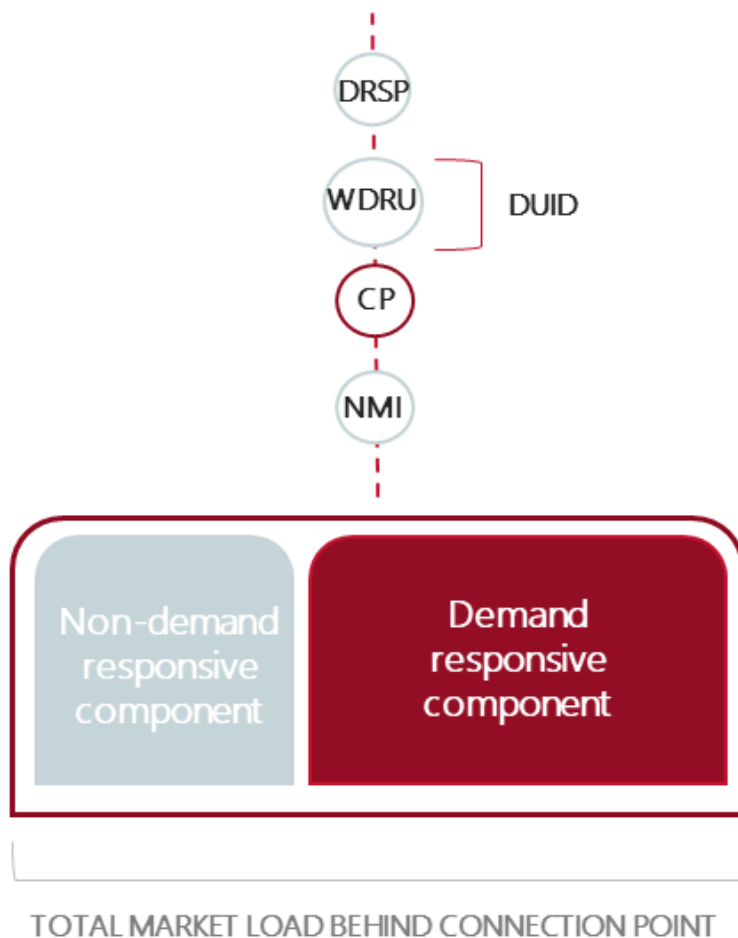 DRSP
WDRU
DUID
CP
NMI
Non-demand
responsive
component
Demand
responsive
component
TOTAL MARKET LOAD BEHIND CONNECTION POINT